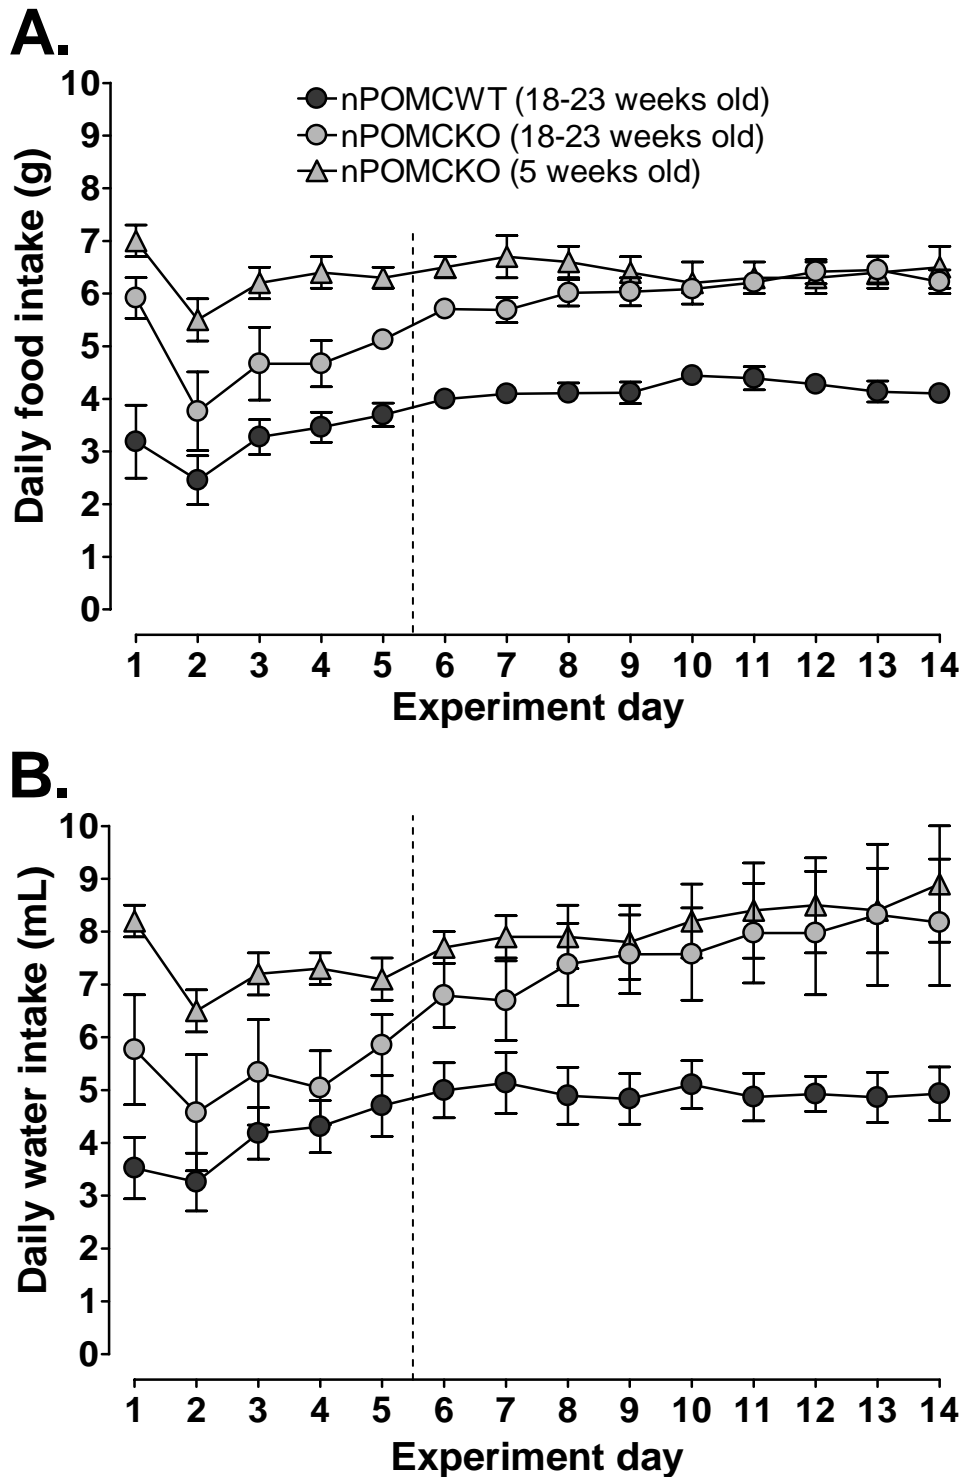 A.
10
9
8
7
6
5
4
3
2
1
0
Daily food intake (g)
nPOMCWT (18-23 weeks old)
nPOMCKO (18-23 weeks old)
nPOMCKO (5 weeks old)
1 2 3 4 5 6 7 8 9 10 11 12 13 14
Experiment day
B.
10
9
8
7
6
5
4
3
2
1
0
Daily water intake (mL)
1 2 3 4 5 6 7 8 9 10 11 12 13 14
Experiment day